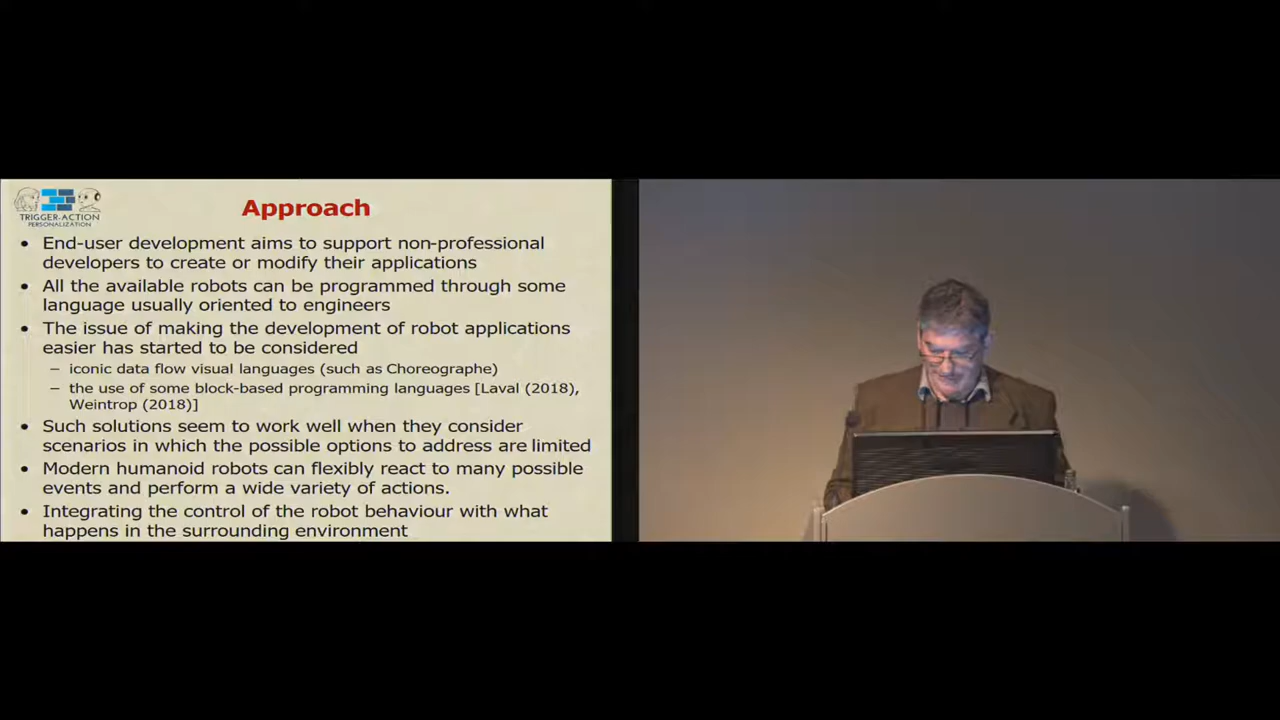 TRIGGER-ACTION
PERSONALIZATION
Approach
• End-user development aims to support non-professional
developers to create or modify their applications
• All the available robots can be programmed through some
language usually oriented to engineers
• The issue of making the development of robot applications
easier has started to be considered
– iconic data flow visual languages (such as Choreographe)
– the use of some block-based programming languages [Laval (2018),
Weintrop (2018)]
• Such solutions seem to work well when they consider
scenarios in which the possible options to address are limited
• Modern humanoid robots can flexibly react to many possible
events and perform a wide variety of actions.
• Integrating the control of the robot behaviour with what
happens in the surrounding environment